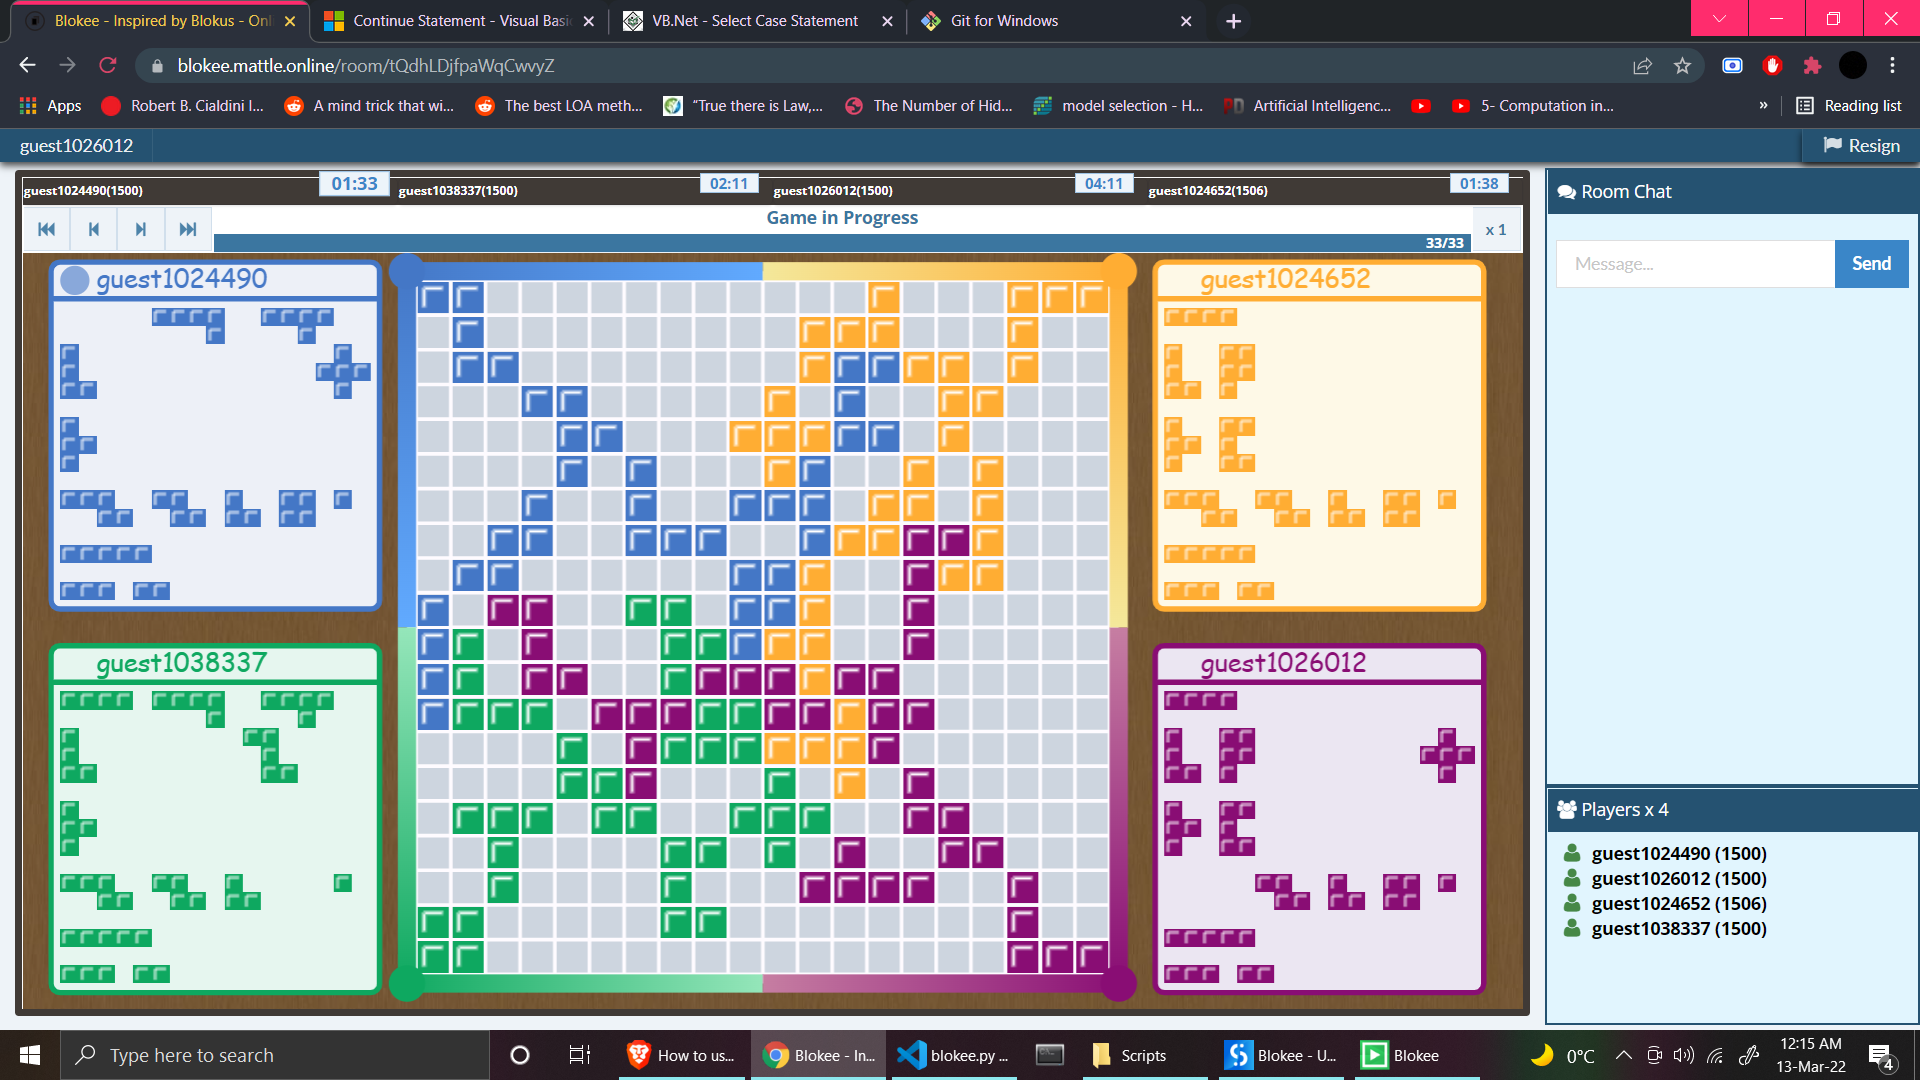 Blokee - Inspired by Blokus - Onl
Continue Statement - Visual Basi
VB.Net - Select Case Statement
Git for Windows
blokee.mattle.online/room/tQdhLDjfpaWqCwvyZ
Apps
Robert B. Cialdini I...
A mind trick that wi...
The best LOA meth...
“True there is Law,...
The Number of Hid...
model selection - H...
Artificial Intelligenc...
5- Computation in...
»
Reading list
guest1026012
Resign
guest1024490(1500)
01:33
guest1038337(1500)
02:11
guest1026012(1500)
04:11
guest1024652(1506)
01:38
Game in Progress
33/33
x 1
guest1024490
guest1024652
guest1038337
guest1026012
Room Chat
Message...
Send
Players x 4
guest1024490 (1500)
guest1026012 (1500)
guest1024652 (1506)
guest1038337 (1500)
Type here to search
How to us...
Blokee - In...
blokee.py ...
Scripts
Blokee - U...
Blokee
0°C
12:15 AM
13-Mar-22
4